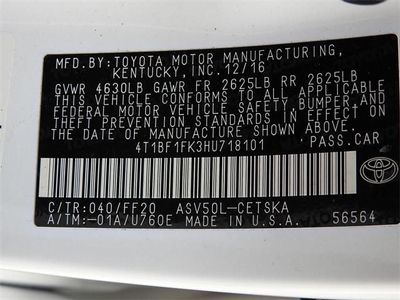 MFD.BY:TOYOTA MOTOR MANUFACTURING,
KENTUCKY,INC.12/16
GVWR 4630LB GAWR FR 2625LB RR 2625LB
THIS VEHICLE CONFORMS TO ALL APPLICABLE
FEDERAL MOTOR VEHICLE SAFETY,BUMPER,AND
THEFT PREVENTION STANDARDS IN EFFECT ON
THE DATE OF MANUFACTURE SHOWN ABOVE.
4T1BF1FK3HU718101 PASS.CAR
TOYOTA
C/TR:040/FF20 ASV50L-CETSKA
A/TM:-01A/U760E MADE IN U.S.A. 56564